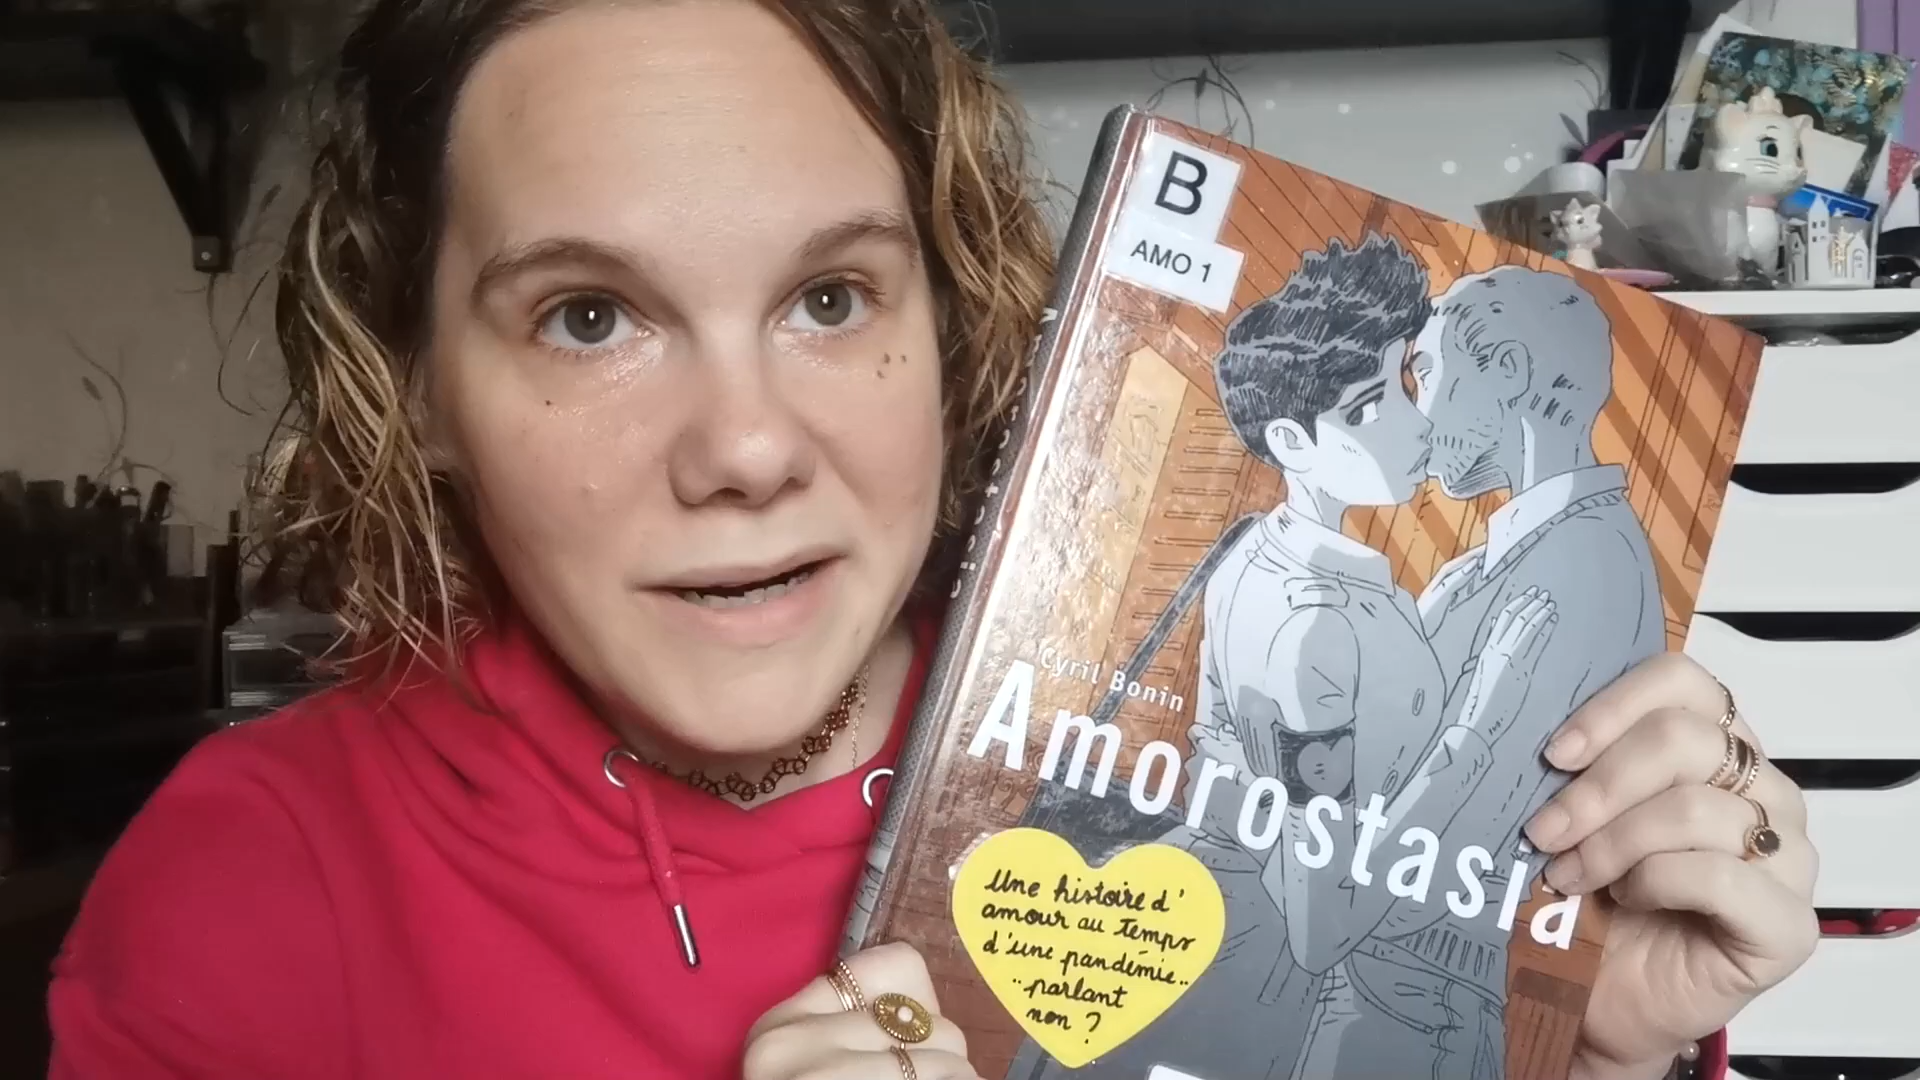 B
AMO 1
Cyril Bonin
Amorostasia
Une histoire d'
amour au temps
d'une pandémie..
..parlant
non ?